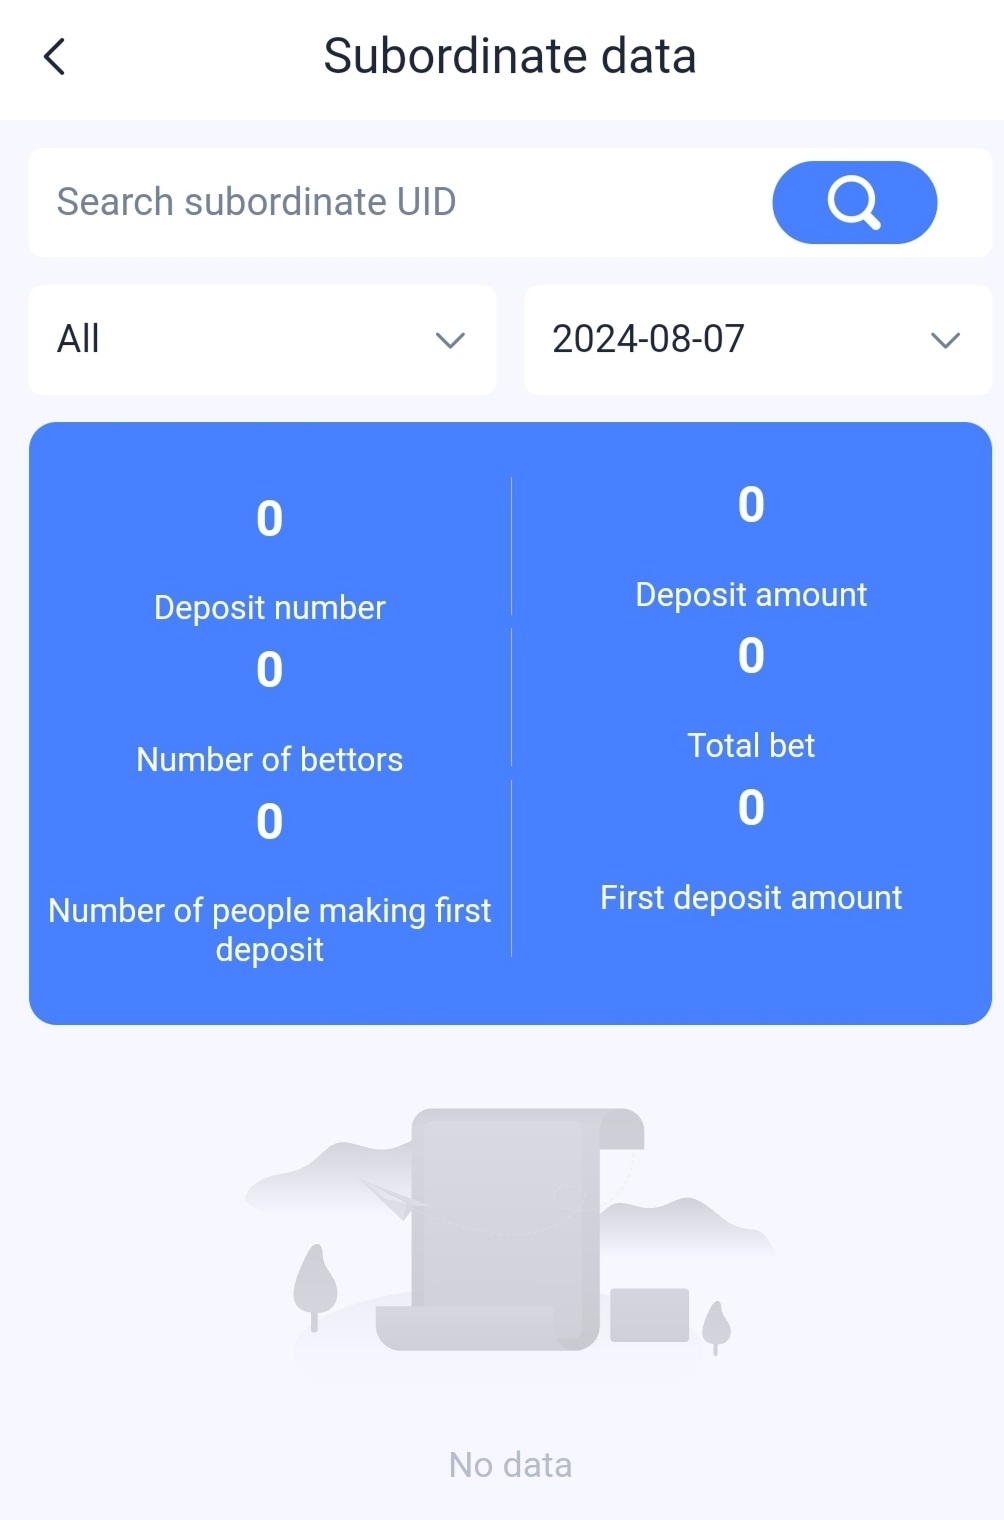 Subordinate data
Search subordinate UID
All
2024-08-07
0
Deposit number
0
Deposit amount
0
Number of bettors
0
Total bet
0
Number of people making first
deposit
0
First deposit amount
No data